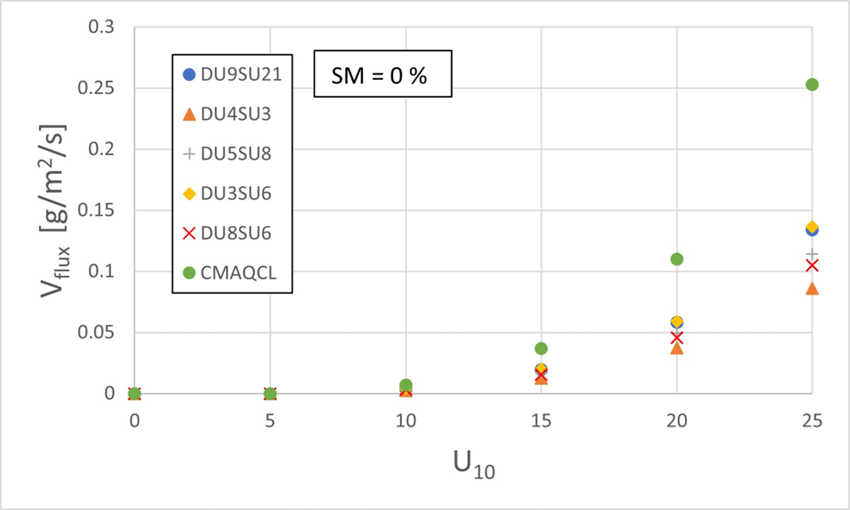 0.3
0.25
0.2
0.15
0.1
0.05
0
V_flux [g/m²/s]
DU9SU21
DU4SU3
DU5SU8
DU3SU6
DU8SU6
CMAQCL
SM = 0 %
0 5 10 15 20 25
U₁₀